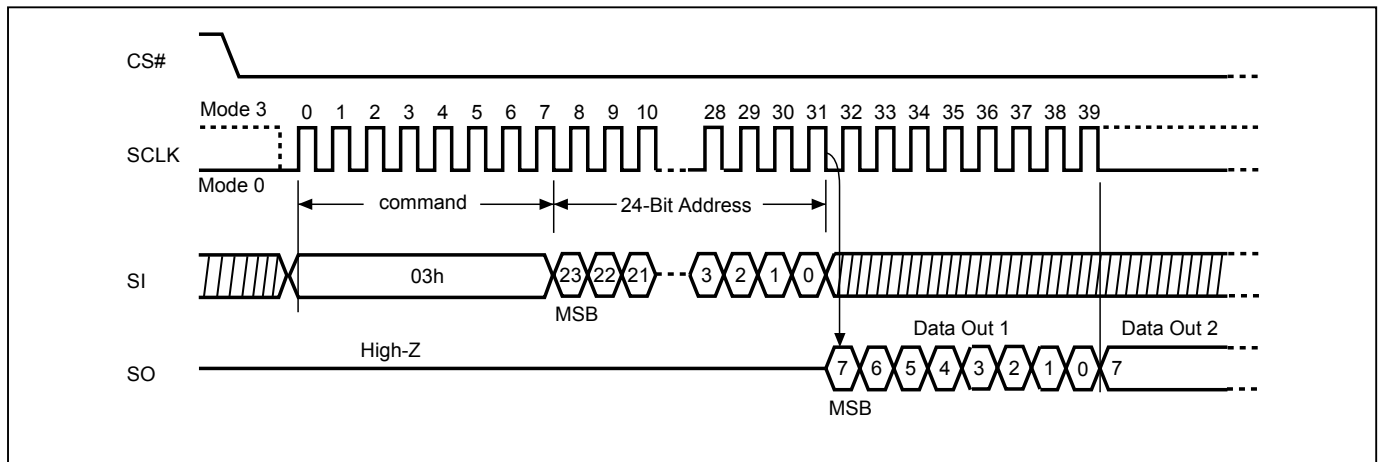 CS#
Mode 3
0 1 2 3 4 5 6 7 8 9 10 28 29 30 31 32 33 34 35 36 37 38 39
SCLK
Mode 0
command
24-Bit Address
SI
03h
23 22 21 3 2 1 0
MSB
Data Out 1
Data Out 2
High-Z
SO
7 6 5 4 3 2 1 0 7
MSB